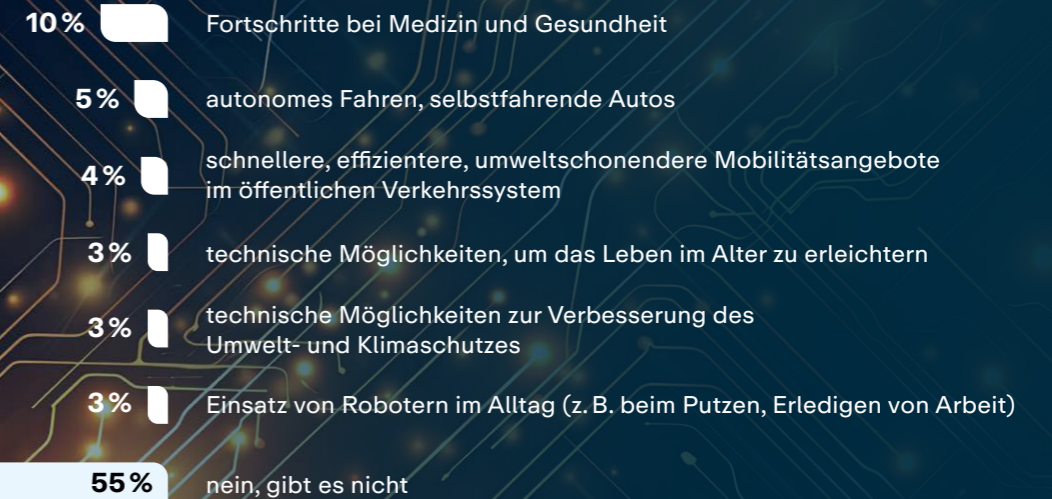 10 % Fortschritte bei Medizin und Gesundheit
5 % autonomes Fahren, selbstfahrende Autos
4 % schnellere, effizientere, umweltschonendere Mobilitätsangebote
im öffentlichen Verkehrssystem
3 % technische Möglichkeiten, um das Leben im Alter zu erleichtern
3 % technische Möglichkeiten zur Verbesserung des
Umwelt- und Klimaschutzes
3 % Einsatz von Robotern im Alltag (z. B. beim Putzen, Erledigen von Arbeit)
55 % nein, gibt es nicht